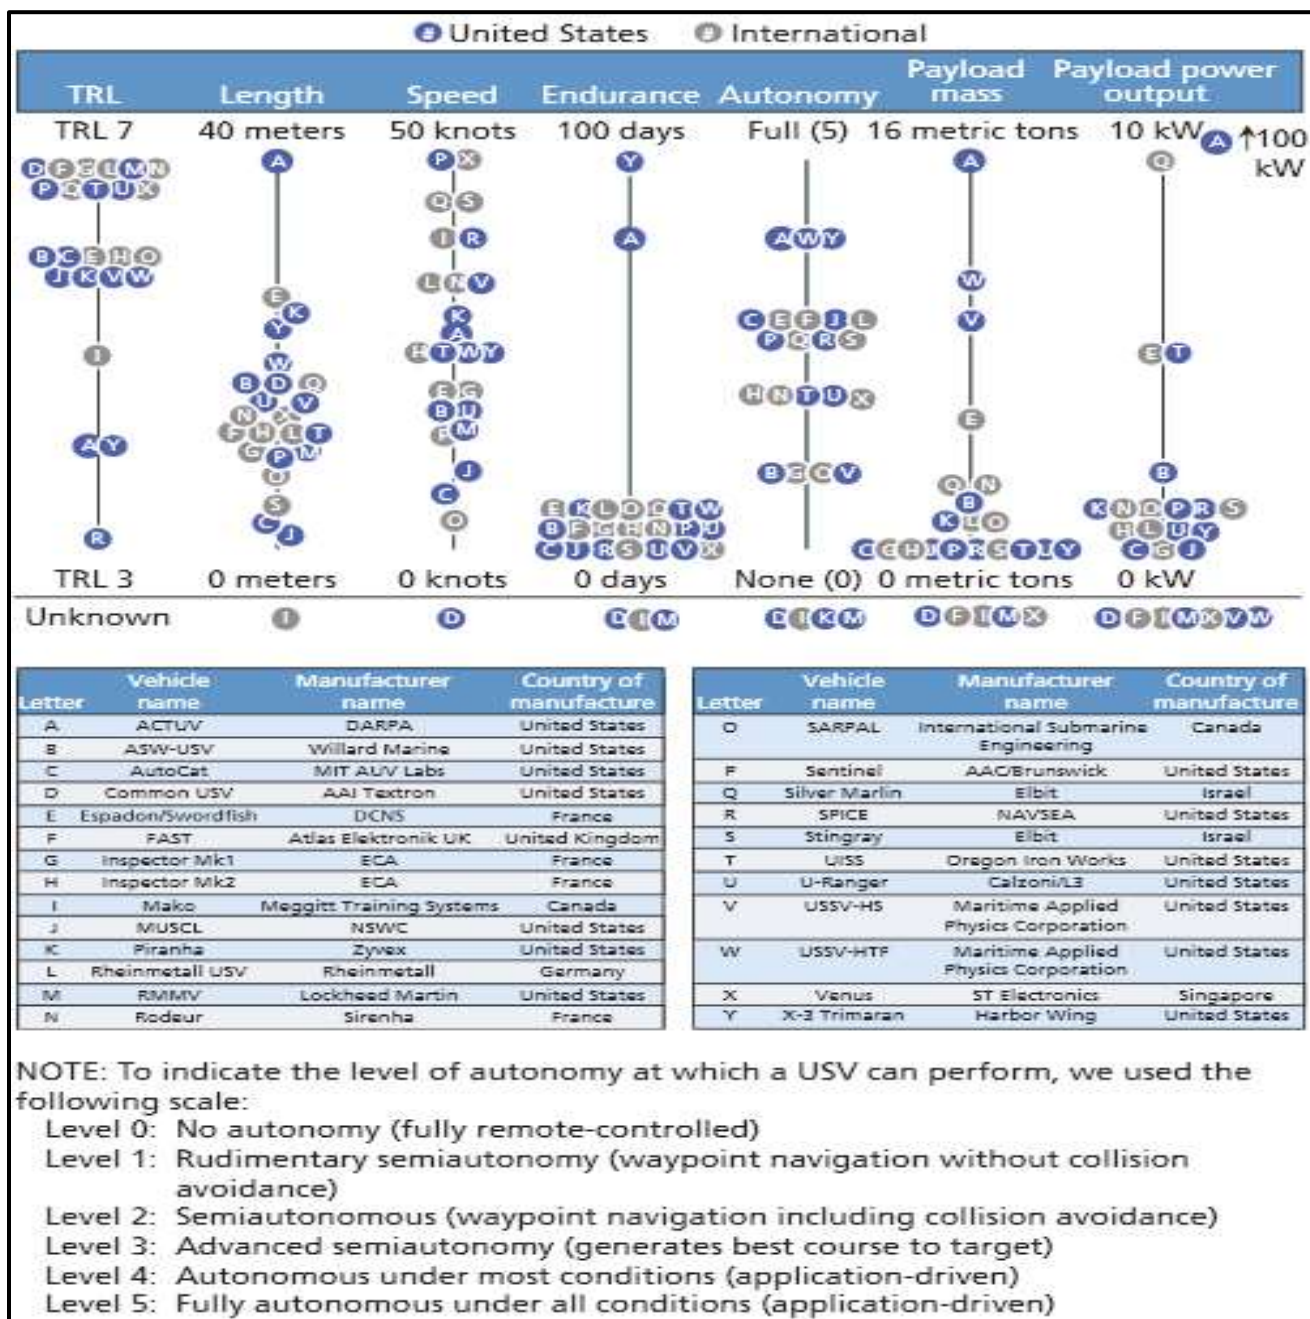 # United States # International
TRL Length Speed Endurance Autonomy Payload mass Payload power output
TRL 7 40 meters 50 knots 100 days Full (5) 16 metric tons 10 kW A ↑100 kW
D F G L M N
P Q T U X
B C E H O
J K V W
I
A Y
R
A
E
K
Y
W
B D Q
U V
N X
F H L T
G P M
O
S
C J
P X
Q S
I R
L N V
K
A
H T W Y
E G
B U
F M
J
C
O
Y
A
E K L O T W
B F G H N P
C J R S U V X
A W Y
C E F J L
P Q R S
H N T U X
B G O V
A
W
V
E
Q N
B
K L O
C G H J P R S T Y
Q
E T
B
K N O P R S
H L U Y
C G J
TRL 3 0 meters 0 knots 0 days None (0) 0 metric tons 0 kW
Unknown I D D I M D I K M D F I M X D F I M X V W
Letter Vehicle name Manufacturer name Country of manufacture
A ACTUV DARPA United States
B ASW-USV Willard Marine United States
C AutoCat MIT AUV Labs United States
D Common USV AAI Textron United States
E Espadon/Swordfish DCNS France
F FAST Atlas Elektronik UK United Kingdom
G Inspector Mk1 ECA France
H Inspector Mk2 ECA France
I Mako Meggitt Training Systems Canada
J MUSCL NSWC United States
K Piranha Zyvex United States
L Rheinmetall USV Rheinmetall Germany
M RMMV Lockheed Martin United States
N Rodeur Sirenha France
Letter Vehicle name Manufacturer name Country of manufacture
O SARPAL International Submarine Engineering Canada
P Sentinel AAC/Brunswick United States
Q Silver Marlin Elbit Israel
R SPICE NAVSEA United States
S Stingray Elbit Israel
T UISS Oregon Iron Works United States
U U-Ranger Calzoni/L3 United States
V USSV-HS Maritime Applied Physics Corporation United States
W USSV-HTF Maritime Applied Physics Corporation United States
X Venus ST Electronics Singapore
Y X-3 Trimaran Harbor Wing United States
NOTE: To indicate the level of autonomy at which a USV can perform, we used the
following scale:
Level 0: No autonomy (fully remote-controlled)
Level 1: Rudimentary semiautonomy (waypoint navigation without collision
avoidance)
Level 2: Semiautonomous (waypoint navigation including collision avoidance)
Level 3: Advanced semiautonomy (generates best course to target)
Level 4: Autonomous under most conditions (application-driven)
Level 5: Fully autonomous under all conditions (application-driven)